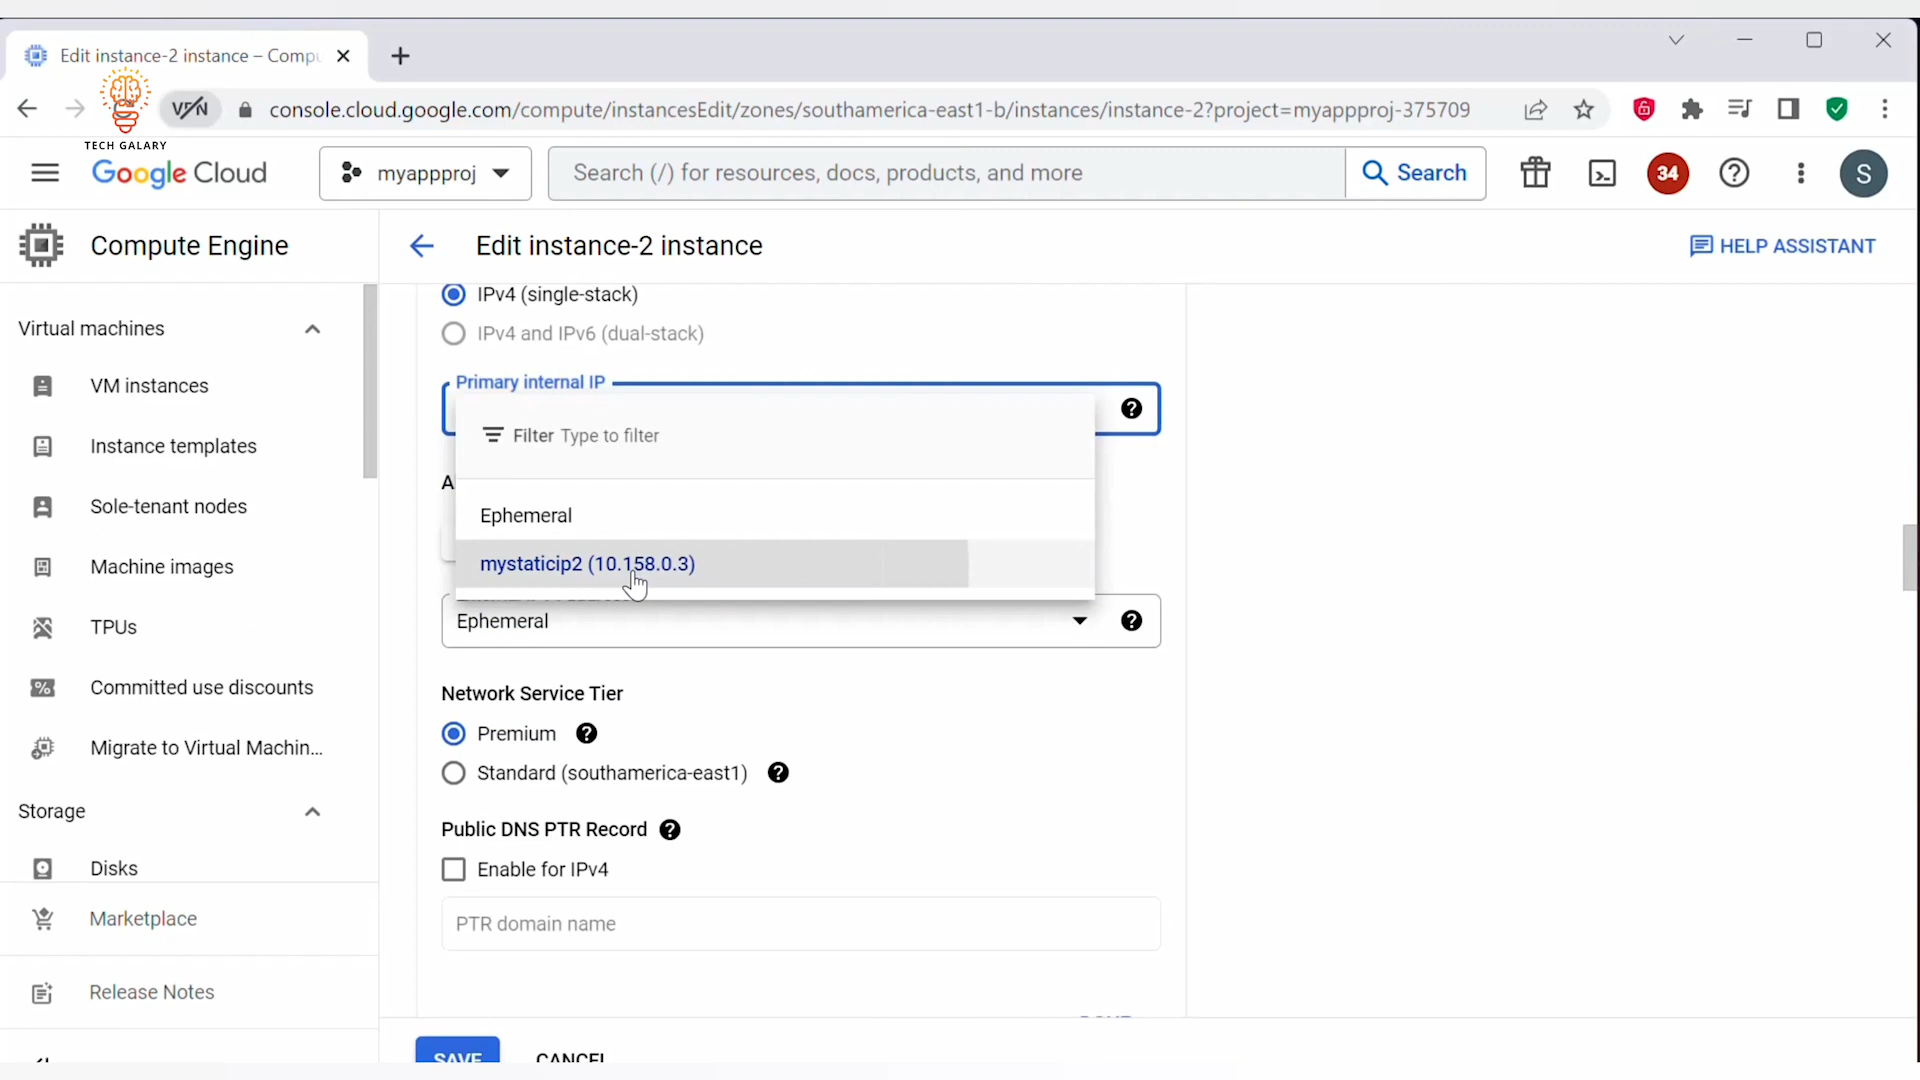 Edit instance-2 instance – Compu
VPN
console.cloud.google.com/compute/instancesEdit/zones/southamerica-east1-b/instances/instance-2?project=myappproj-375709
TECH GALARY
Google Cloud
myappproj
Search (/) for resources, docs, products, and more
Search
34
S
Compute Engine
Edit instance-2 instance
HELP ASSISTANT
Virtual machines
VM instances
Instance templates
Sole-tenant nodes
Machine images
TPUs
Committed use discounts
Migrate to Virtual Machin...
Storage
Disks
Marketplace
Release Notes
IPv4 (single-stack)
IPv4 and IPv6 (dual-stack)
Primary internal IP
Filter Type to filter
A
Ephemeral
mystaticip2 (10.158.0.3)
Ephemeral
Network Service Tier
Premium
Standard (southamerica-east1)
Public DNS PTR Record
Enable for IPv4
PTR domain name
SAVE
CANCEL